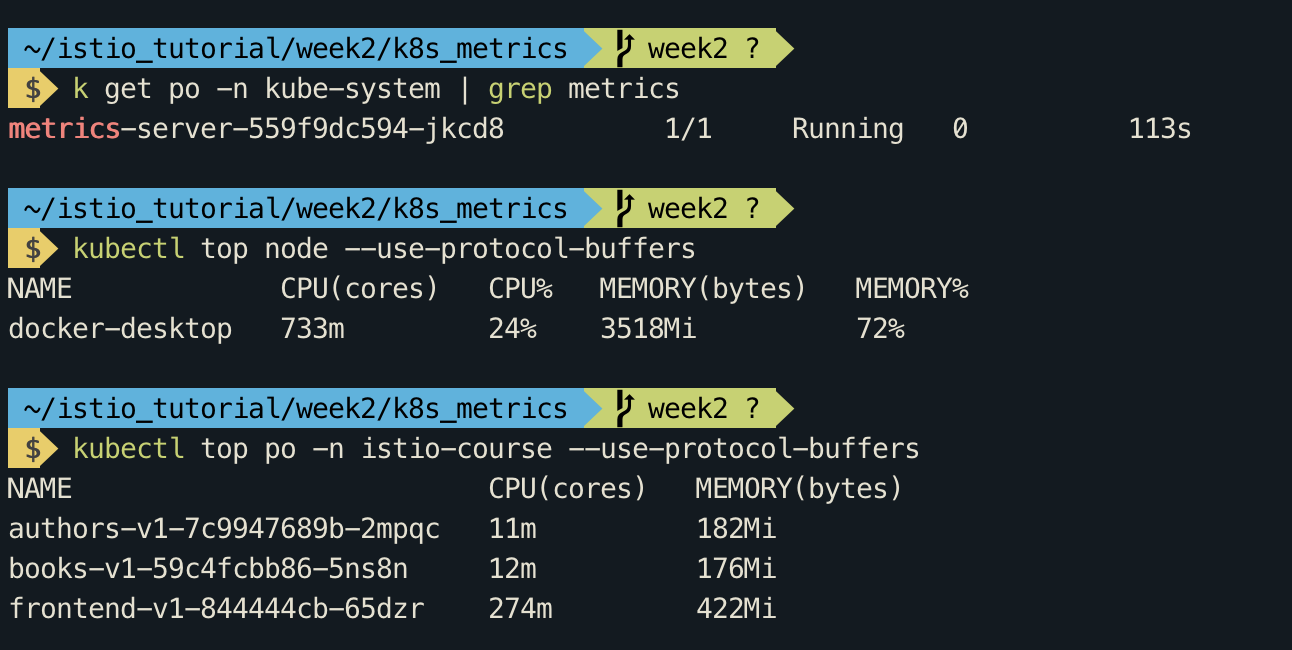 ~/istio_tutorial/week2/k8s_metrics week2 ?
$ k get po -n kube-system | grep metrics
metrics-server-559f9dc594-jkcd8 1/1 Running 0 113s
~/istio_tutorial/week2/k8s_metrics week2 ?
$ kubectl top node --use-protocol-buffers
NAME CPU(cores) CPU% MEMORY(bytes) MEMORY%
docker-desktop 733m 24% 3518Mi 72%
~/istio_tutorial/week2/k8s_metrics week2 ?
$ kubectl top po -n istio-course --use-protocol-buffers
NAME CPU(cores) MEMORY(bytes)
authors-v1-7c9947689b-2mpqc 11m 182Mi
books-v1-59c4fcbb86-5ns8n 12m 176Mi
frontend-v1-844444cb-65dzr 274m 422Mi